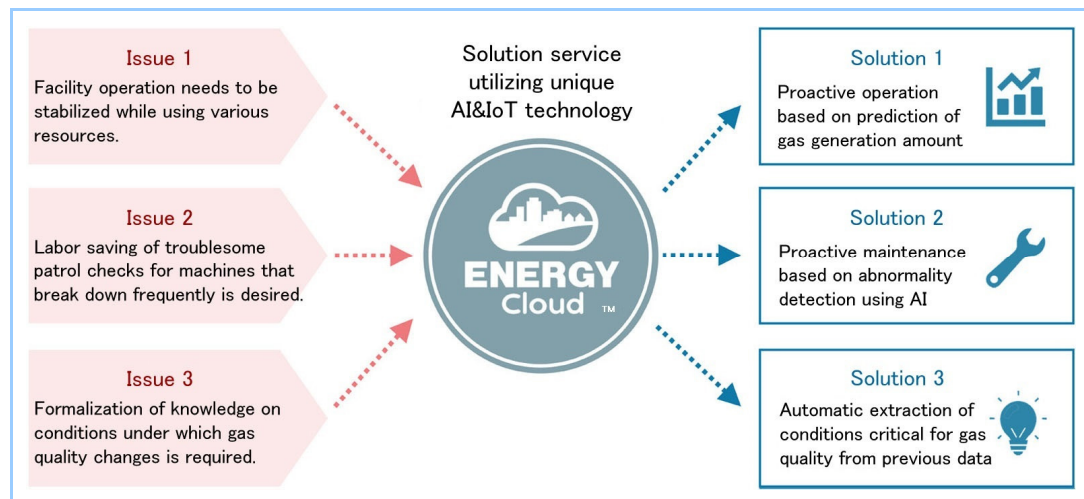 Issue 1
Facility operation needs to be
stabilized while using various
resources.
Issue 2
Labor saving of troublesome
patrol checks for machines that
break down frequently is desired.
Issue 3
Formalization of knowledge on
conditions under which gas
quality changes is required.
Solution service
utilizing unique
AI&IoT technology
ENERGY
Cloud ™
Solution 1
Proactive operation
based on prediction of
gas generation amount
Solution 2
Proactive maintenance
based on abnormality
detection using AI
Solution 3
Automatic extraction of
conditions critical for gas
quality from previous data